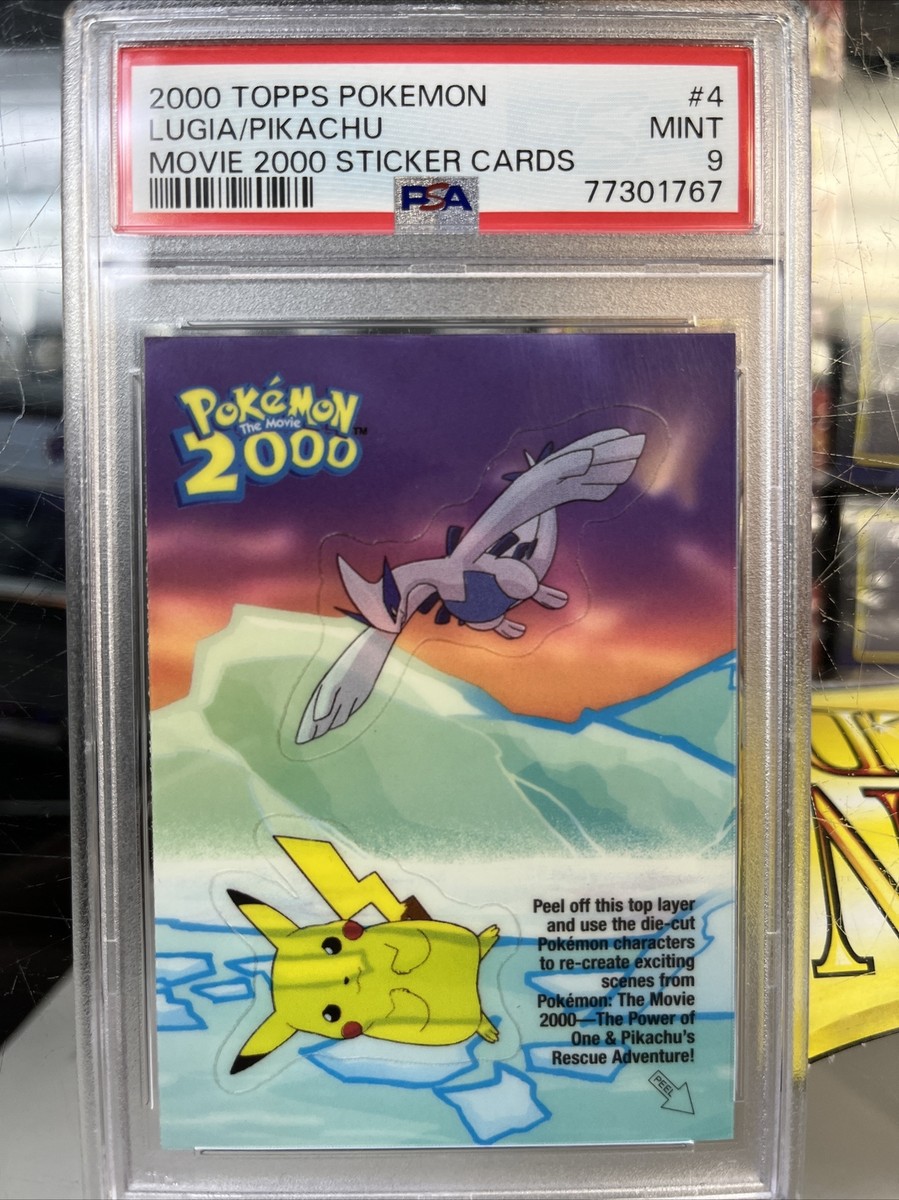 2000 TOPPS POKEMON #4
LUGIA/PIKACHU MINT
MOVIE 2000 STICKER CARDS 9
77301767
PSA
POKéMON
The Movie
2000™
Peel off this top layer
and use the die-cut
Pokémon characters
to re-create exciting
scenes from
Pokémon: The Movie
2000—The Power of
One & Pikachu's
Rescue Adventure!
PEEL
N